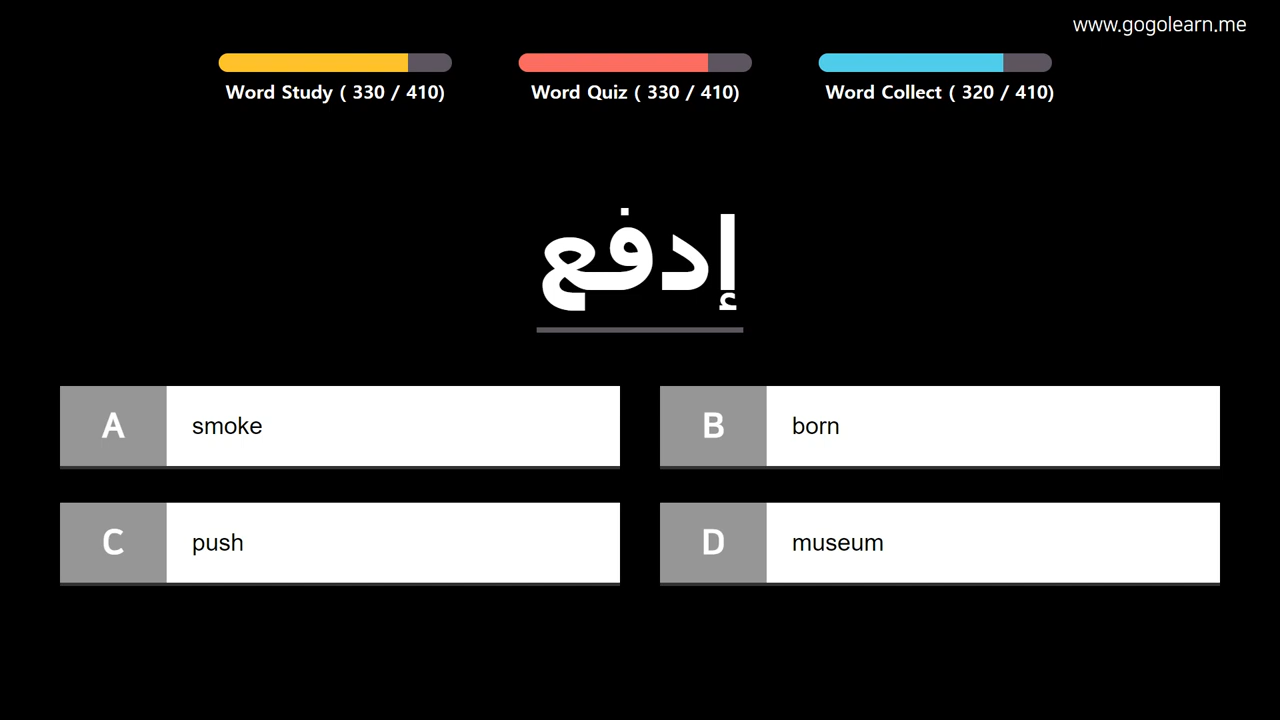 www.gogolearn.me
Word Study ( 330 / 410)
Word Quiz ( 330 / 410)
Word Collect ( 320 / 410)
إدفع
A smoke
B born
C push
D museum